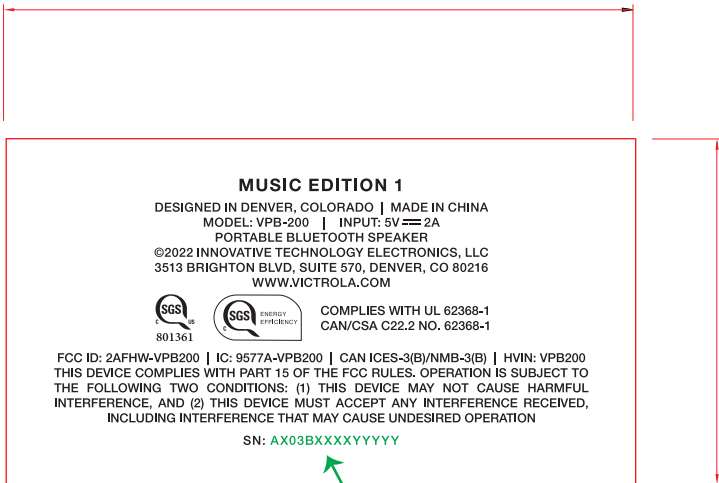 MUSIC EDITION 1
DESIGNED IN DENVER, COLORADO | MADE IN CHINA
MODEL: VPB-200 | INPUT: 5V⎓2A
PORTABLE BLUETOOTH SPEAKER
©2022 INNOVATIVE TECHNOLOGY ELECTRONICS, LLC
3513 BRIGHTON BLVD, SUITE 570, DENVER, CO 80216
WWW.VICTROLA.COM
SGS
C US
801361
SGS
C
ENERGY
EFFICIENCY
COMPLIES WITH UL 62368-1
CAN/CSA C22.2 NO. 62368-1
FCC ID: 2AFHW-VPB200 | IC: 9577A-VPB200 | CAN ICES-3(B)/NMB-3(B) | HVIN: VPB200
THIS DEVICE COMPLIES WITH PART 15 OF THE FCC RULES. OPERATION IS SUBJECT TO
THE FOLLOWING TWO CONDITIONS: (1) THIS DEVICE MAY NOT CAUSE HARMFUL
INTERFERENCE, AND (2) THIS DEVICE MUST ACCEPT ANY INTERFERENCE RECEIVED,
INCLUDING INTERFERENCE THAT MAY CAUSE UNDESIRED OPERATION
SN: AX03BXXXXYYYYY